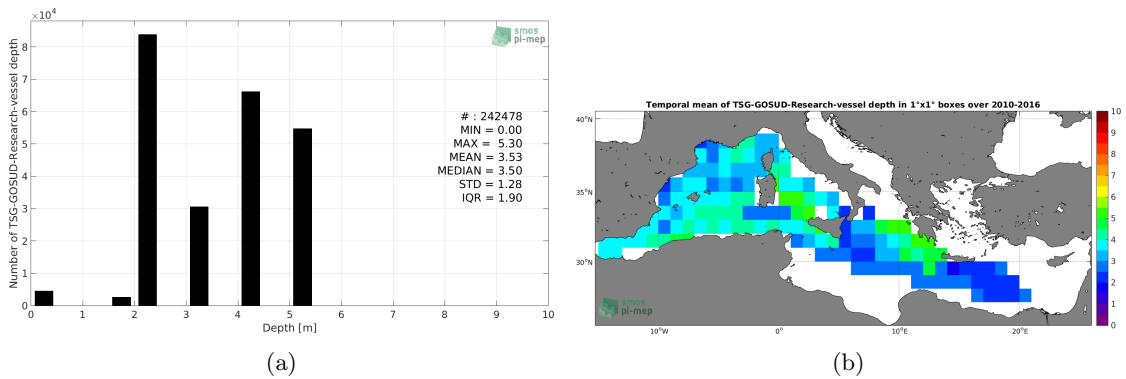 ×10⁴
smos
pi-mep
8
7
6
5
4
3
2
1
0
Number of TSG-GOSUD-Research-vessel depth
# : 242478
MIN = 0.00
MAX = 5.30
MEAN = 3.53
MEDIAN = 3.50
STD = 1.28
IQR = 1.90
0 1 2 3 4 5 6 7 8 9 10
Depth [m]
(a)
Temporal mean of TSG-GOSUD-Research-vessel depth in 1°x1° boxes over 2010-2016
40°N
35°N
30°N
10°W 0° 10°E 20°E
smos
pi-mep
10
9
8
7
6
5
4
3
2
1
0
(b)